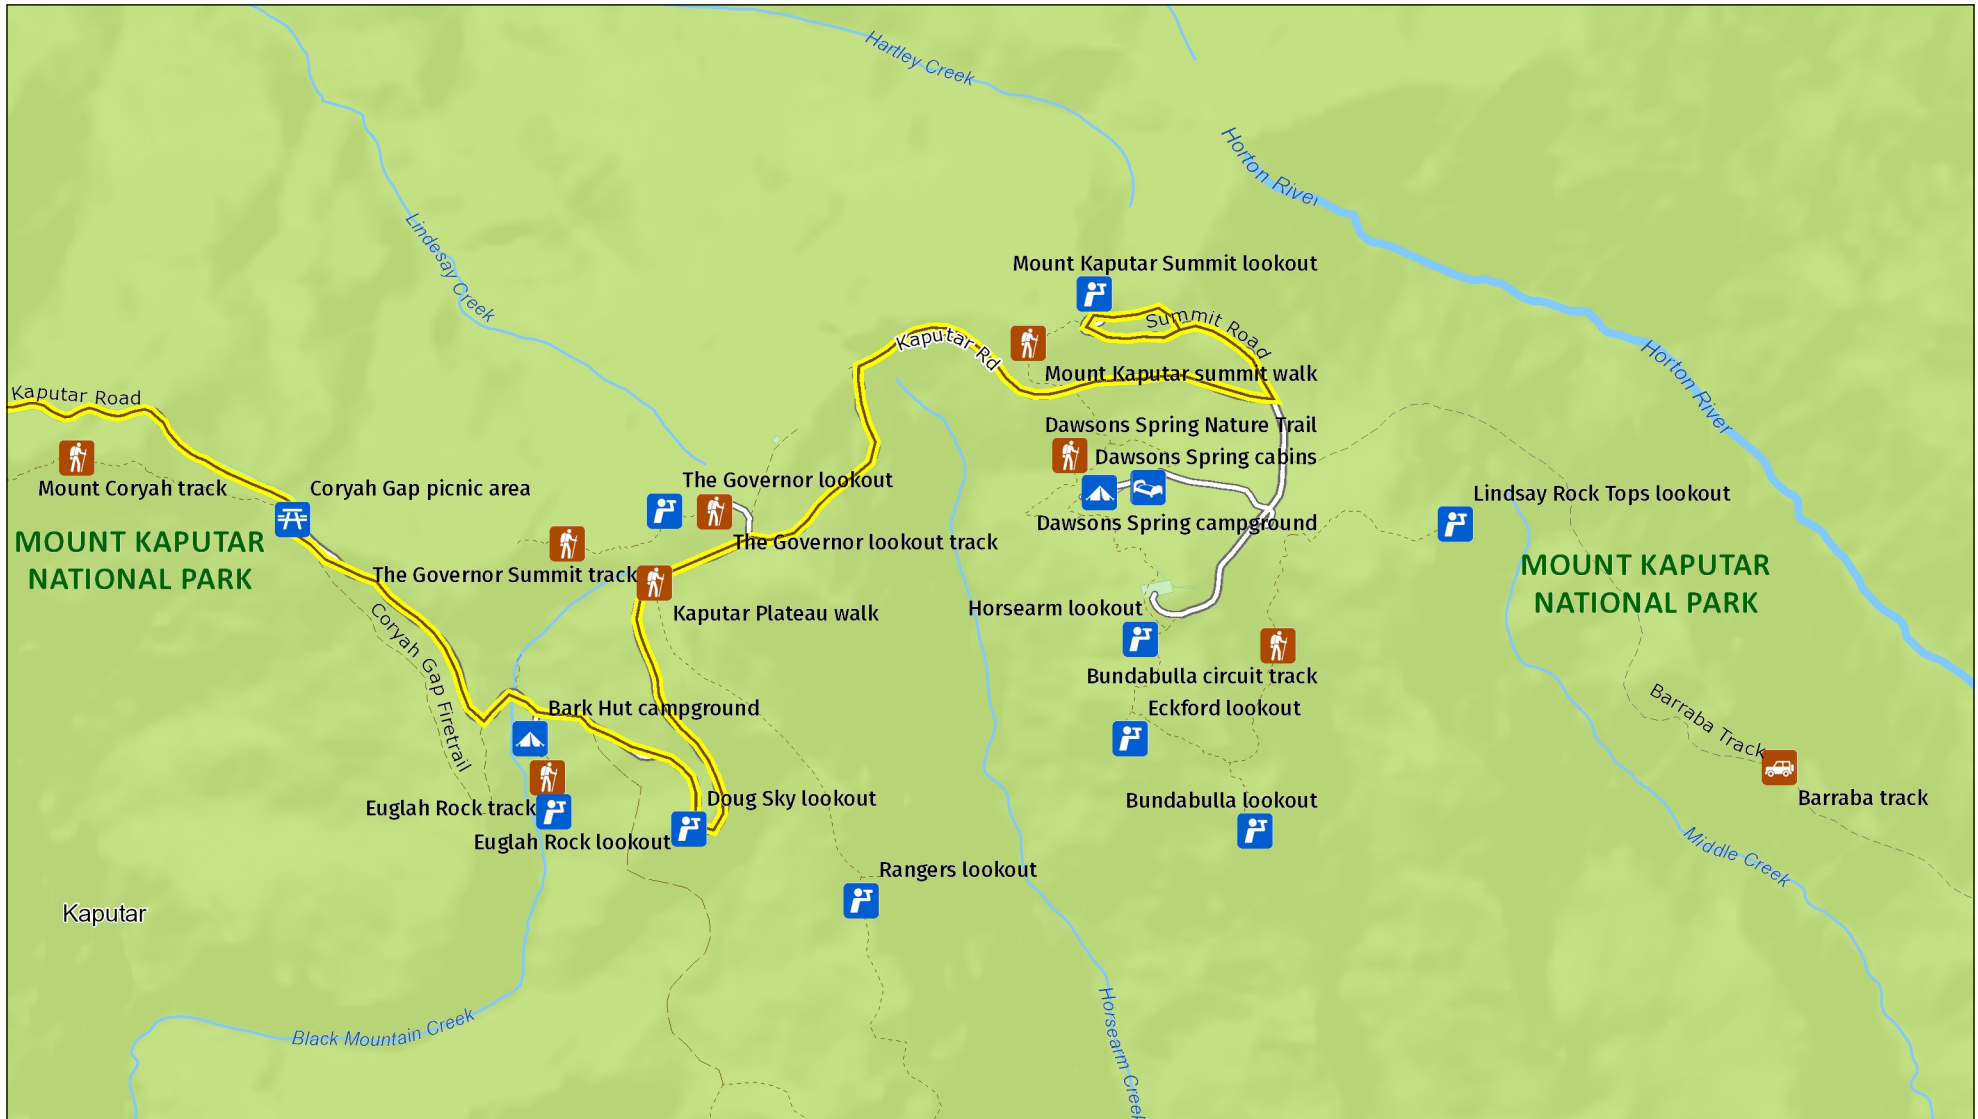 Hartley Creek
Horton River
Lindesay Creek
Mount Kaputar Summit lookout
Summit Road
Kaputar Rd
Horton River
Mount Kaputar summit walk
Kaputar Road
Dawsons Spring Nature Trail
Dawsons Spring cabins
Mount Coryah track
Coryah Gap picnic area
The Governor lookout
Lindsay Rock Tops lookout
Dawsons Spring campground
MOUNT KAPUTAR
NATIONAL PARK
The Governor lookout track
MOUNT KAPUTAR
NATIONAL PARK
The Governor Summit track
Kaputar Plateau walk
Horsearm lookout
Coryah Gap Firetrail
Bundabulla circuit track
Bark Hut campground
Eckford lookout
Barraba Track
Doug Sky lookout
Bundabulla lookout
Barraba track
Euglah Rock track
Euglah Rock lookout
Middle Creek
Rangers lookout
Kaputar
Black Mountain Creek
Horsearm Creek